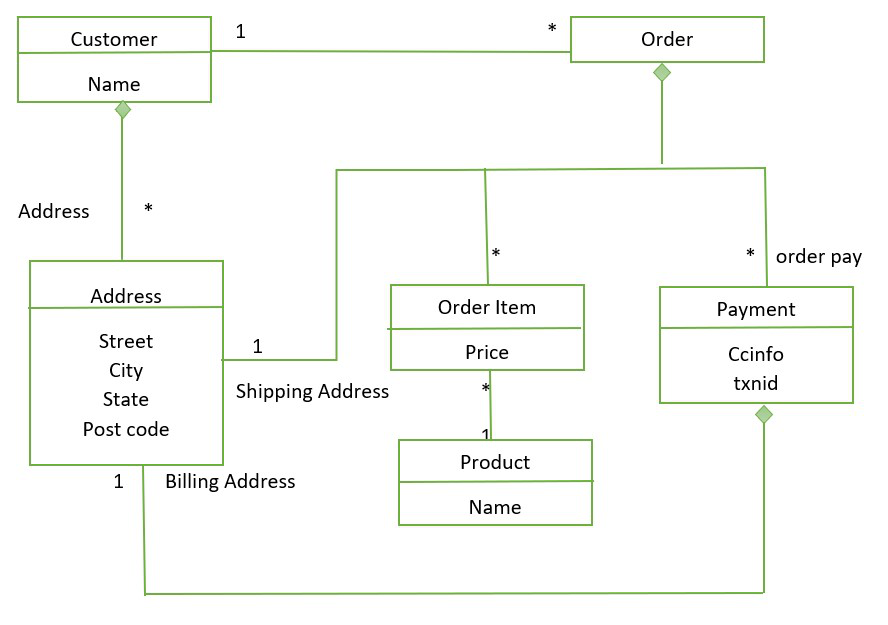 Customer
Name
1
*
Order
Address
*
Address
Street
City
State
Post code
1
Shipping Address
1
Billing Address
*
Order Item
Price
*
1
Product
Name
*
order pay
Payment
Ccinfo
txnid